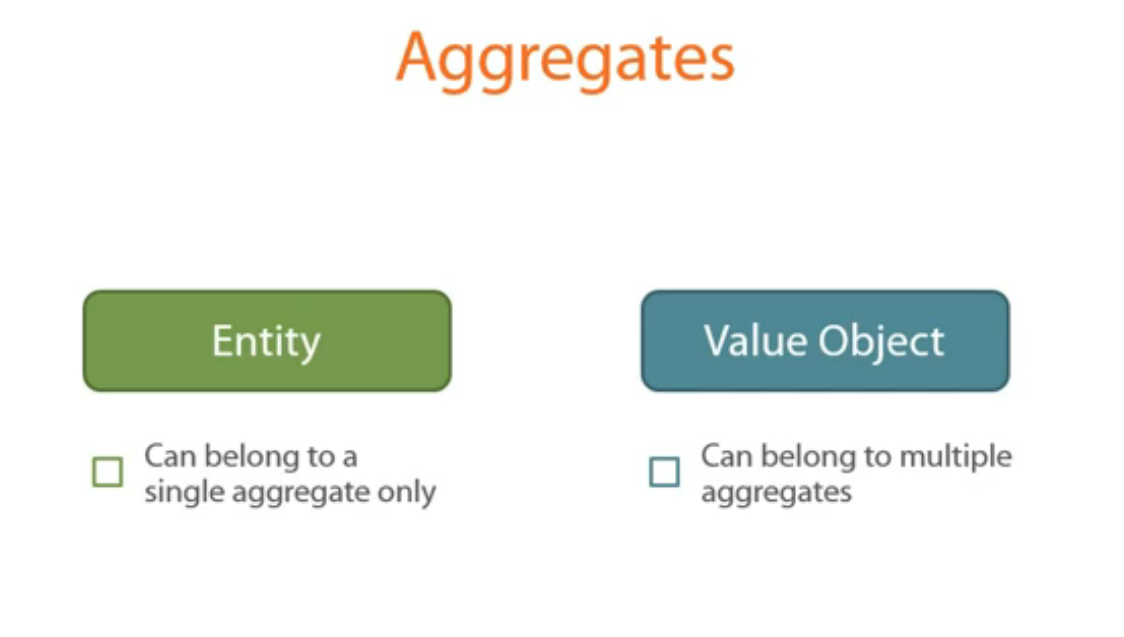 Aggregates
Entity
Value Object
Can belong to a
single aggregate only
Can belong to multiple
aggregates